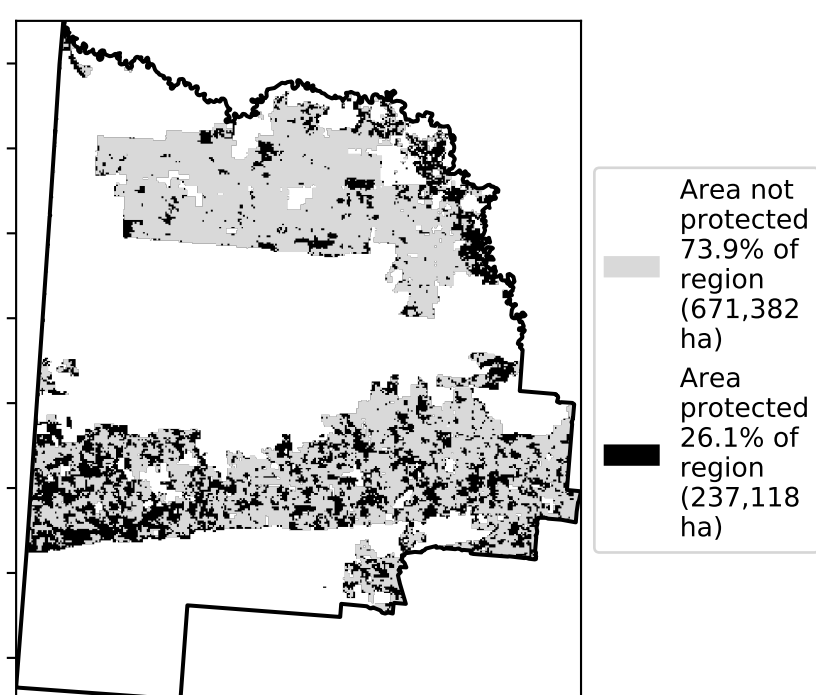 Area not
protected
73.9% of
region
(671,382
ha)
Area
protected
26.1% of
region
(237,118
ha)